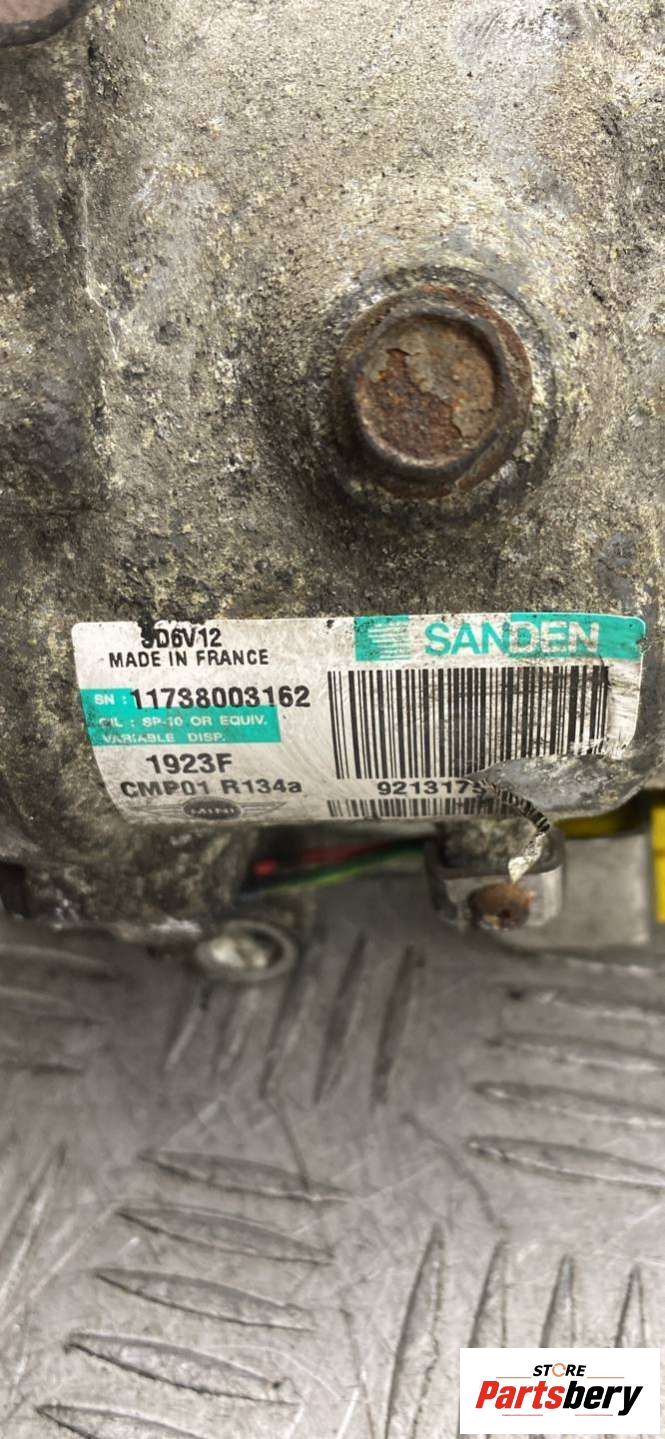 SD6V12
MADE IN FRANCE
SANDEN
SN : 11738003162
OIL : SP-10 OR EQUIV.
VARIABLE DISP.
1923F
CMP01 R134a
MINI
STORE
Partsbery